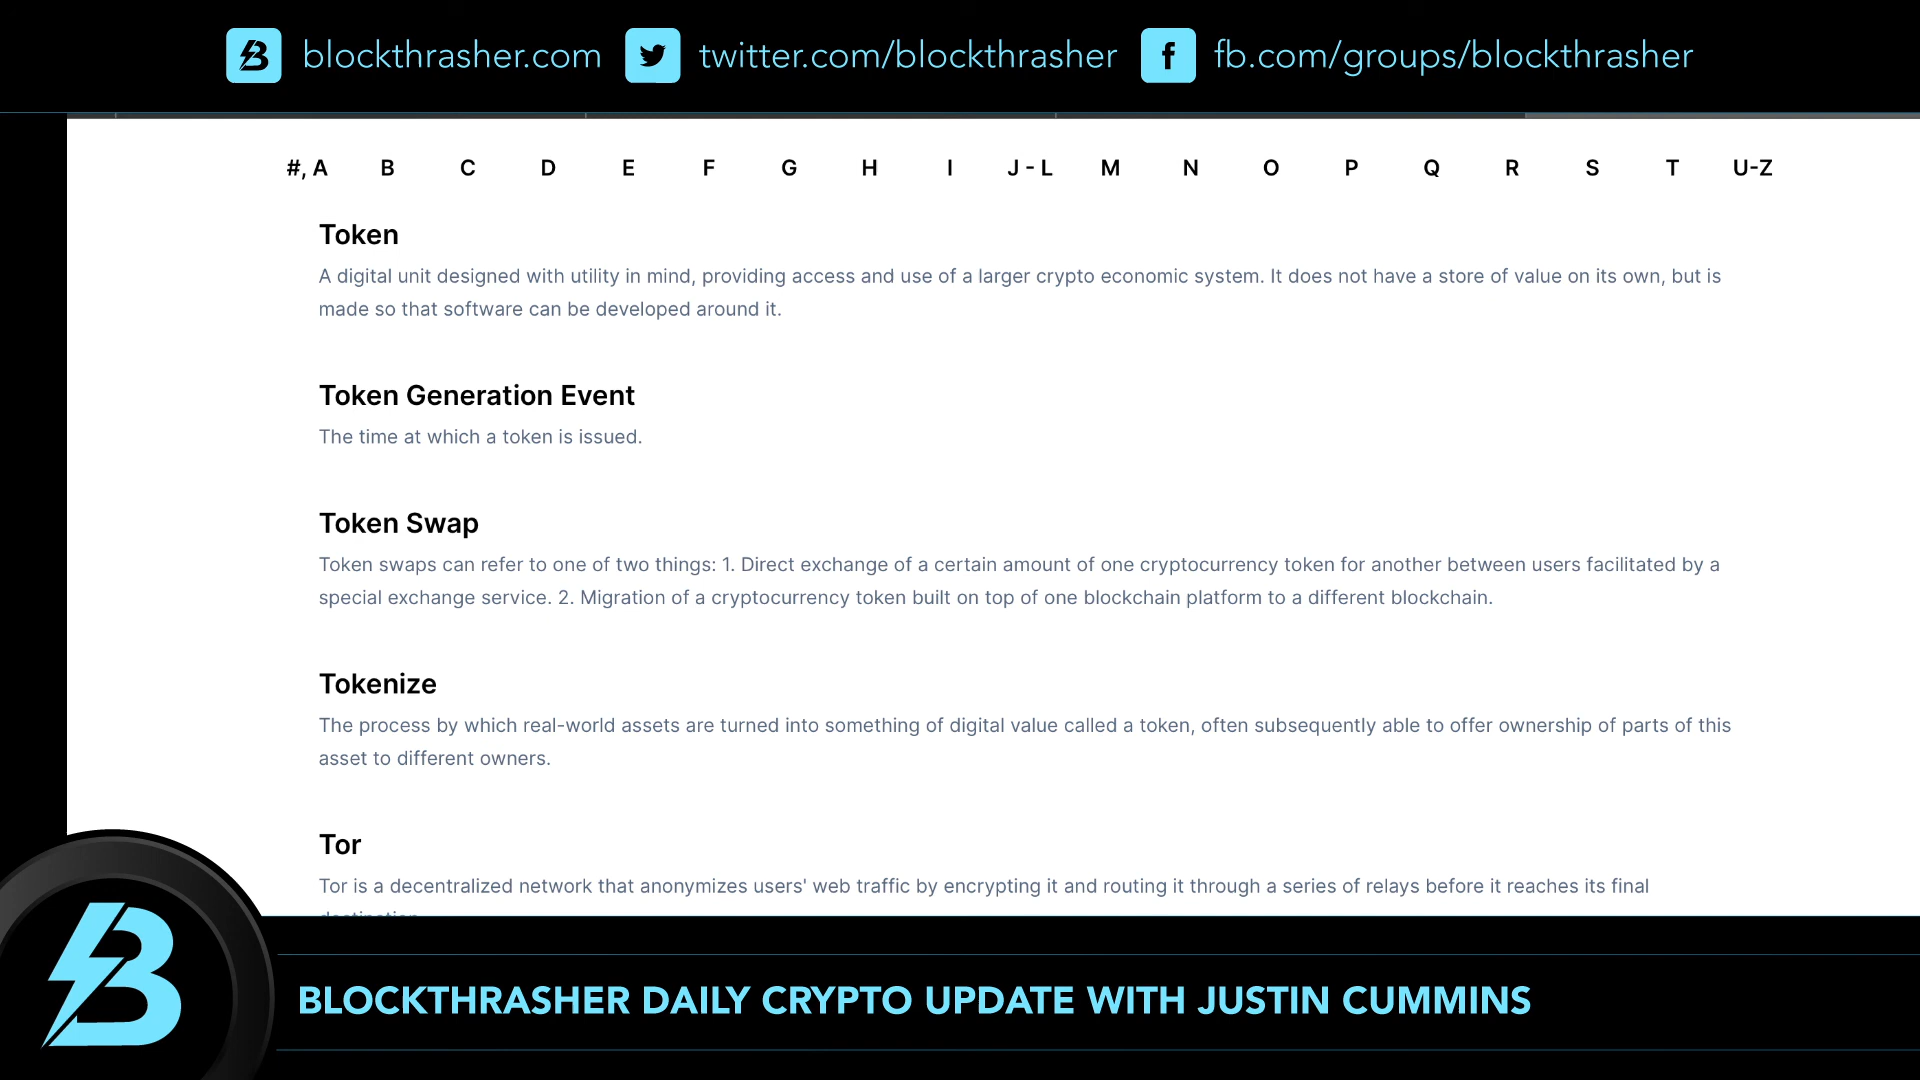 blockthrasher.com twitter.com/blockthrasher fb.com/groups/blockthrasher
#, A B C D E F G H I J - L M N O P Q R S T U-Z
Token
A digital unit designed with utility in mind, providing access and use of a larger crypto economic system. It does not have a store of value on its own, but is
made so that software can be developed around it.
Token Generation Event
The time at which a token is issued.
Token Swap
Token swaps can refer to one of two things: 1. Direct exchange of a certain amount of one cryptocurrency token for another between users facilitated by a
special exchange service. 2. Migration of a cryptocurrency token built on top of one blockchain platform to a different blockchain.
Tokenize
The process by which real-world assets are turned into something of digital value called a token, often subsequently able to offer ownership of parts of this
asset to different owners.
Tor
Tor is a decentralized network that anonymizes users' web traffic by encrypting it and routing it through a series of relays before it reaches its final
BLOCKTHRASHER DAILY CRYPTO UPDATE WITH JUSTIN CUMMINS